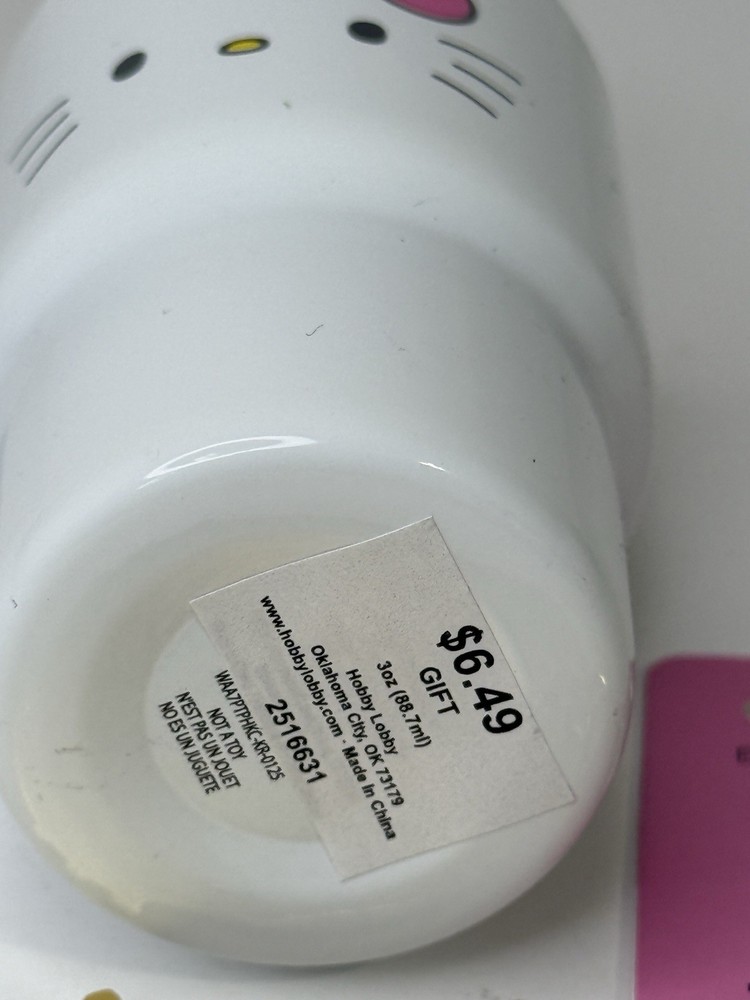 $6.49
GIFT
3oz (88.7ml)
Hobby Lobby
Oklahoma City, OK 73179
www.hobbylobby.com - Made in China
2516631
WAA7PTPHKC-KR-0125
NOT A TOY
N'EST PAS UN JOUET
NO ES UN JUGUETE